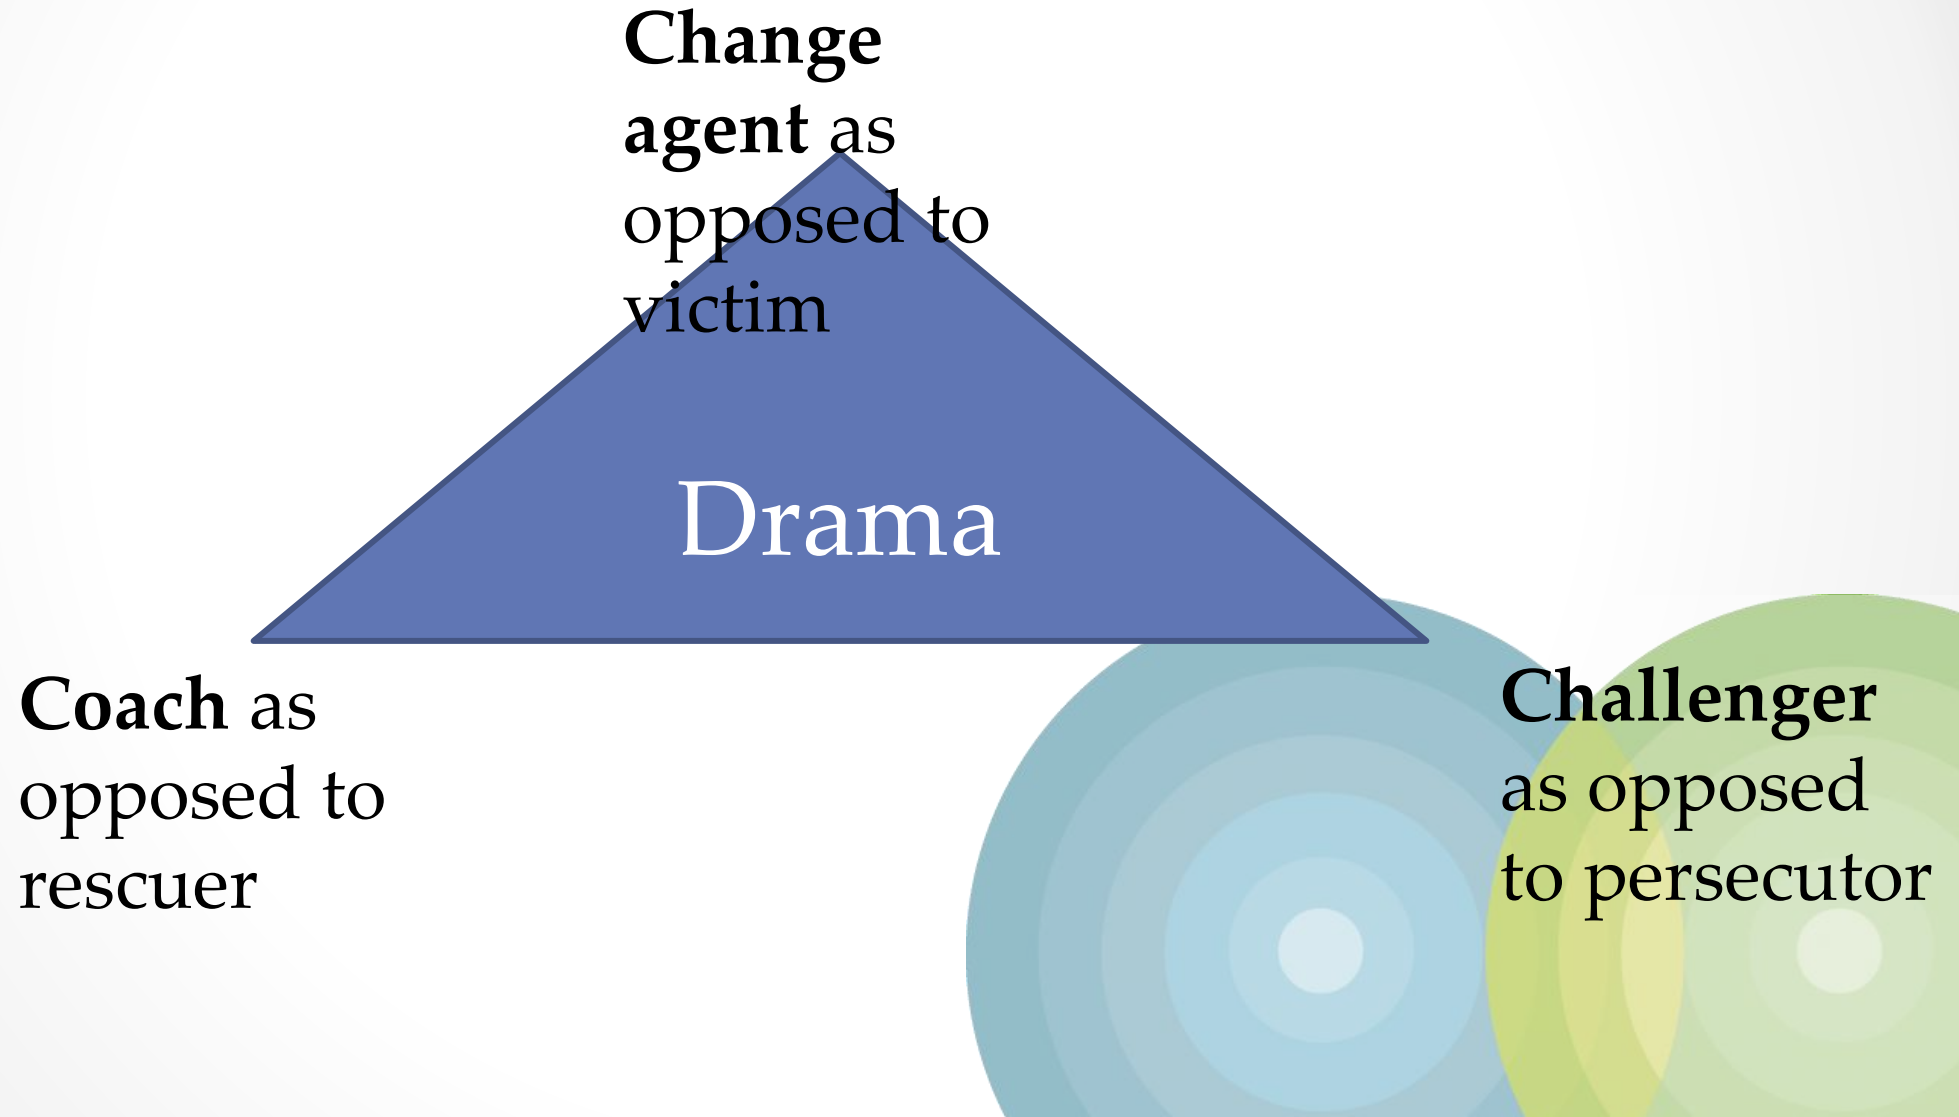 Change
agent as
opposed to
victim
Drama
Coach as
opposed to
rescuer
Challenger
as opposed
to persecutor